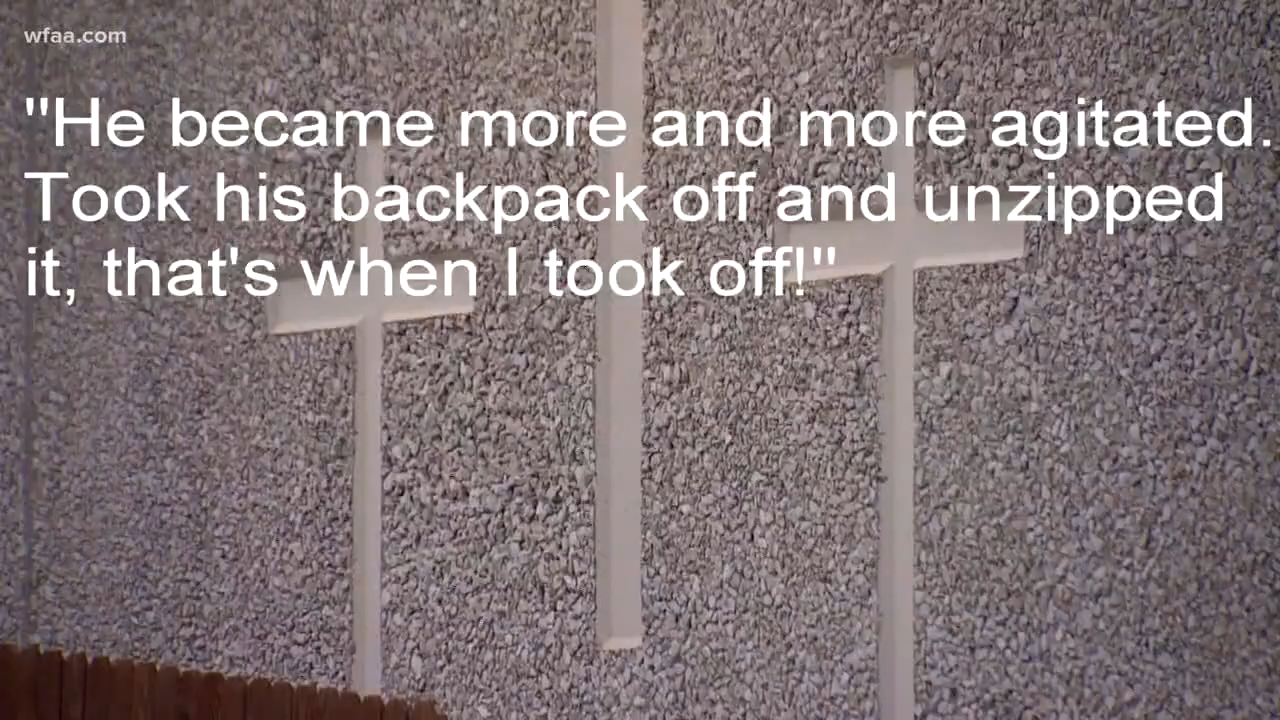 wfaa.com
"He became more and more agitated.
Took his backpack off and unzipped
it, that's when I took off!"